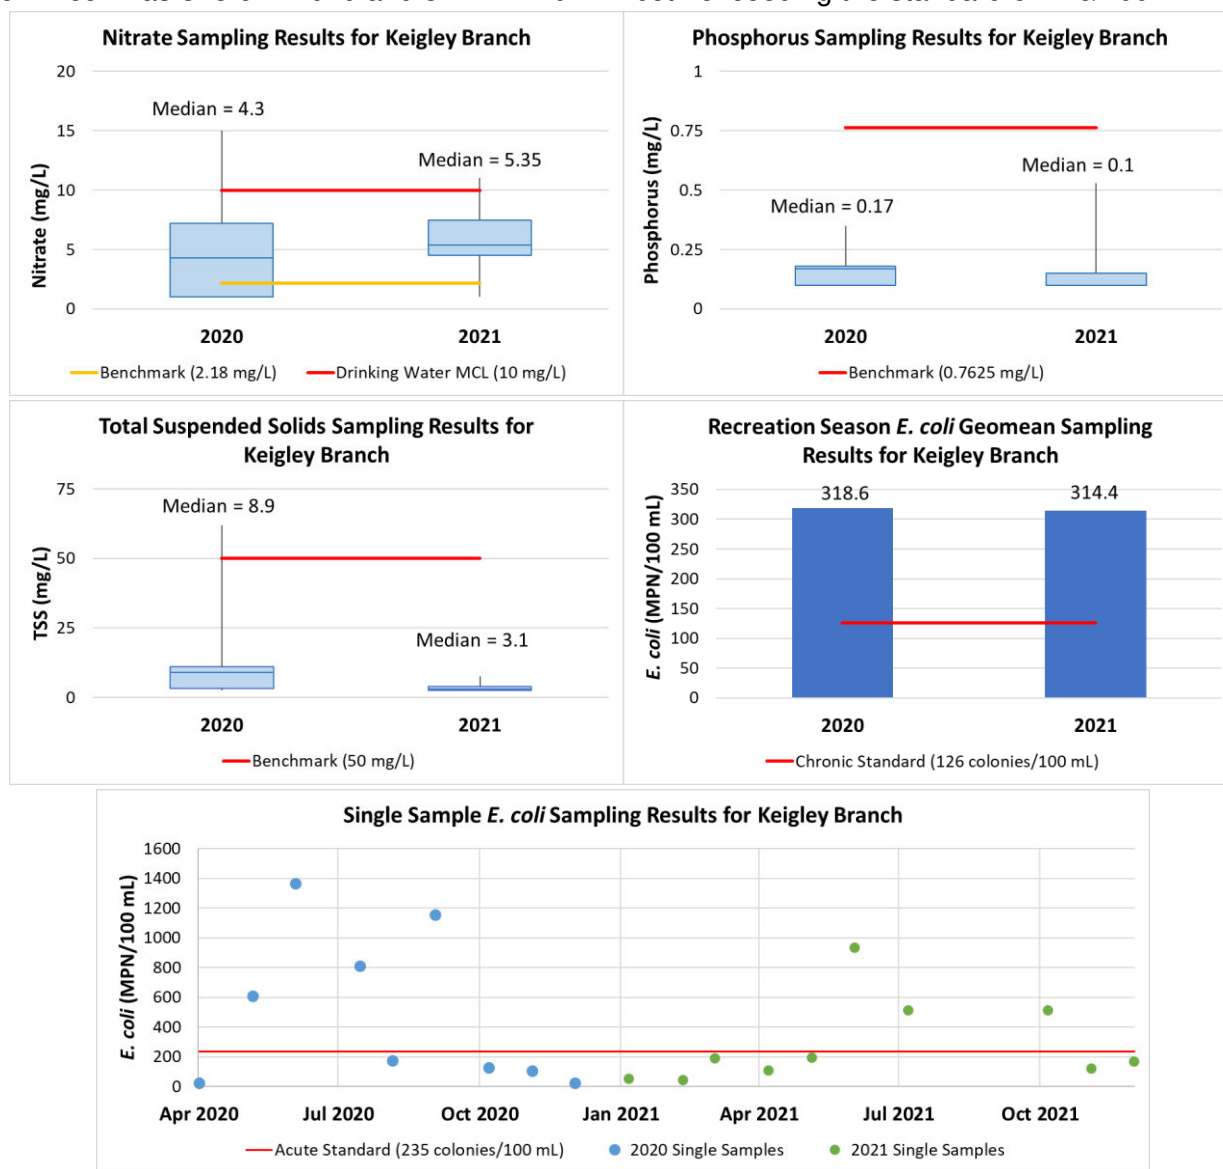 Nitrate Sampling Results for Keigley Branch
20
15
10
5
0
Nitrate (mg/L)
Median = 4.3
Median = 5.35
2020
2021
Benchmark (2.18 mg/L)
Drinking Water MCL (10 mg/L)
Phosphorus Sampling Results for Keigley Branch
1
0.75
0.5
0.25
0
Phosphorus (mg/L)
Median = 0.17
Median = 0.1
2020
2021
Benchmark (0.7625 mg/L)
Total Suspended Solids Sampling Results for
Keigley Branch
75
50
25
0
TSS (mg/L)
Median = 8.9
Median = 3.1
2020
2021
Benchmark (50 mg/L)
Recreation Season E. coli Geomean Sampling
Results for Keigley Branch
350
300
250
200
150
100
50
0
E. coli (MPN/100 mL)
318.6
314.4
2020
2021
Chronic Standard (126 colonies/100 mL)
Single Sample E. coli Sampling Results for Keigley Branch
1600
1400
1200
1000
800
600
400
200
0
E. coli (MPN/100 mL)
Apr 2020
Jul 2020
Oct 2020
Jan 2021
Apr 2021
Jul 2021
Oct 2021
Acute Standard (235 colonies/100 mL)
2020 Single Samples
2021 Single Samples